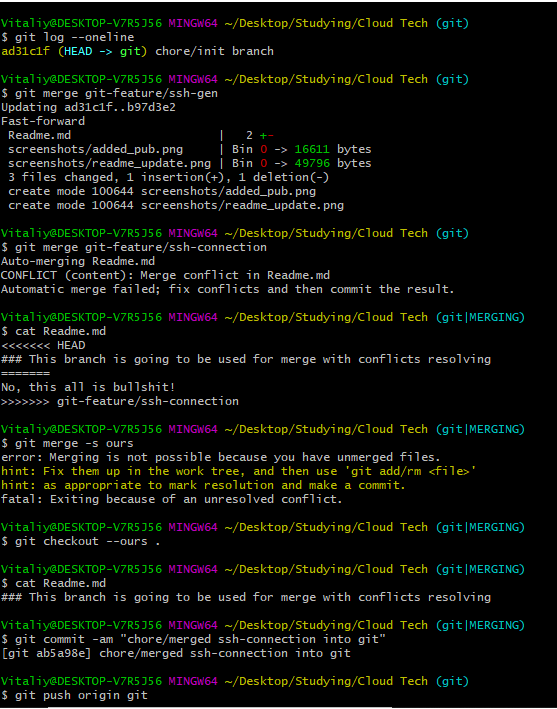 Vitaliy@DESKTOP-V7R5J56 MINGW64 ~/Desktop/Studying/Cloud Tech (git)
$ git log --oneline
ad31c1f (HEAD -> git) chore/init branch
Vitaliy@DESKTOP-V7R5J56 MINGW64 ~/Desktop/Studying/Cloud Tech (git)
$ git merge git-feature/ssh-gen
Updating ad31c1f..b97d3e2
Fast-forward
Readme.md | 2 +-
screenshots/added_pub.png | Bin 0 -> 16611 bytes
screenshots/readme_update.png | Bin 0 -> 49796 bytes
3 files changed, 1 insertion(+), 1 deletion(-)
create mode 100644 screenshots/added_pub.png
create mode 100644 screenshots/readme_update.png
Vitaliy@DESKTOP-V7R5J56 MINGW64 ~/Desktop/Studying/Cloud Tech (git)
$ git merge git-feature/ssh-connection
Auto-merging Readme.md
CONFLICT (content): Merge conflict in Readme.md
Automatic merge failed; fix conflicts and then commit the result.
Vitaliy@DESKTOP-V7R5J56 MINGW64 ~/Desktop/Studying/Cloud Tech (git|MERGING)
$ cat Readme.md
<<<<<<< HEAD
### This branch is going to be used for merge with conflicts resolving
=======
No, this all is bullshit!
>>>>>>> git-feature/ssh-connection
Vitaliy@DESKTOP-V7R5J56 MINGW64 ~/Desktop/Studying/Cloud Tech (git|MERGING)
$ git merge -s ours
error: Merging is not possible because you have unmerged files.
hint: Fix them up in the work tree, and then use 'git add/rm <file>'
hint: as appropriate to mark resolution and make a commit.
fatal: Exiting because of an unresolved conflict.
Vitaliy@DESKTOP-V7R5J56 MINGW64 ~/Desktop/Studying/Cloud Tech (git|MERGING)
$ git checkout --ours .
Vitaliy@DESKTOP-V7R5J56 MINGW64 ~/Desktop/Studying/Cloud Tech (git|MERGING)
$ cat Readme.md
### This branch is going to be used for merge with conflicts resolving
Vitaliy@DESKTOP-V7R5J56 MINGW64 ~/Desktop/Studying/Cloud Tech (git|MERGING)
$ git commit -am "chore/merged ssh-connection into git"
[git ab5a98e] chore/merged ssh-connection into git
Vitaliy@DESKTOP-V7R5J56 MINGW64 ~/Desktop/Studying/Cloud Tech (git)
$ git push origin git